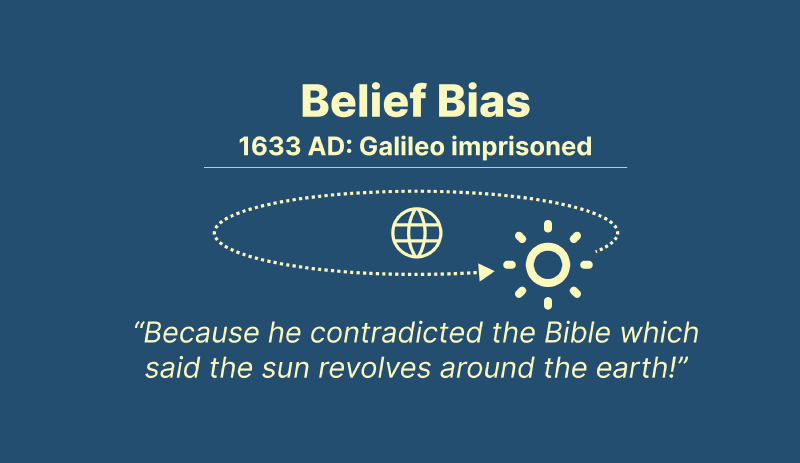 Belief Bias
1633 AD: Galileo imprisoned
“Because he contradicted the Bible which
said the sun revolves around the earth!”